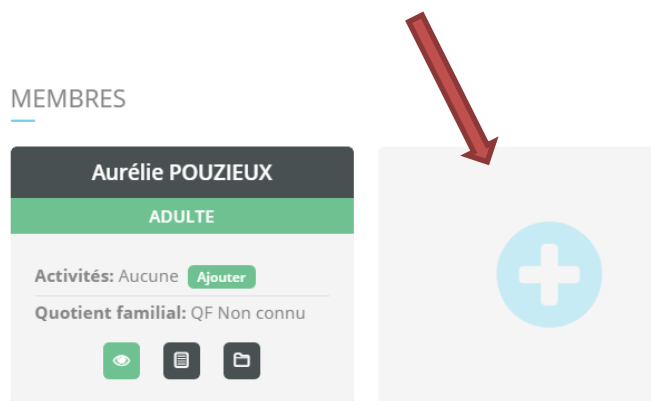 MEMBRES
Aurélie POUZIEUX
ADULTE
Activités: Aucune Ajouter
Quotient familial: QF Non connu